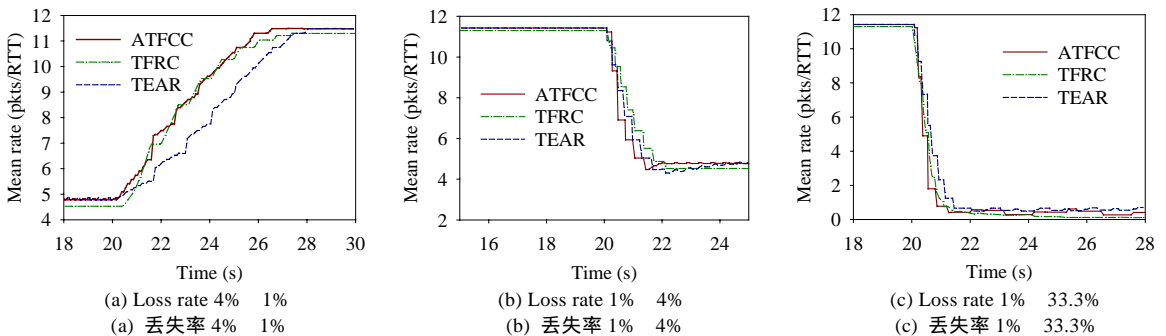 Mean rate (pkts/RTT)
12
11
10
9
8
7
6
5
4
ATFCC
TFRC
TEAR
18 20 22 24 26 28 30
Time (s)
(a) Loss rate 4% 1%
(a) 丢失率 4% 1%
Mean rate (pkts/RTT)
12
10
8
6
4
2
ATFCC
TFRC
TEAR
16 18 20 22 24
Time (s)
(b) Loss rate 1% 4%
(b) 丢失率 1% 4%
Mean rate (pkts/RTT)
12
10
8
6
4
2
0
ATFCC
TFRC
TEAR
18 20 22 24 26 28
Time (s)
(c) Loss rate 1% 33.3%
(c) 丢失率 1% 33.3%